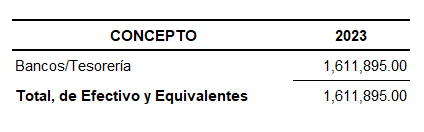 CONCEPTO 2023
Bancos/Tesorería 1,611,895.00
Total, de Efectivo y Equivalentes 1,611,895.00